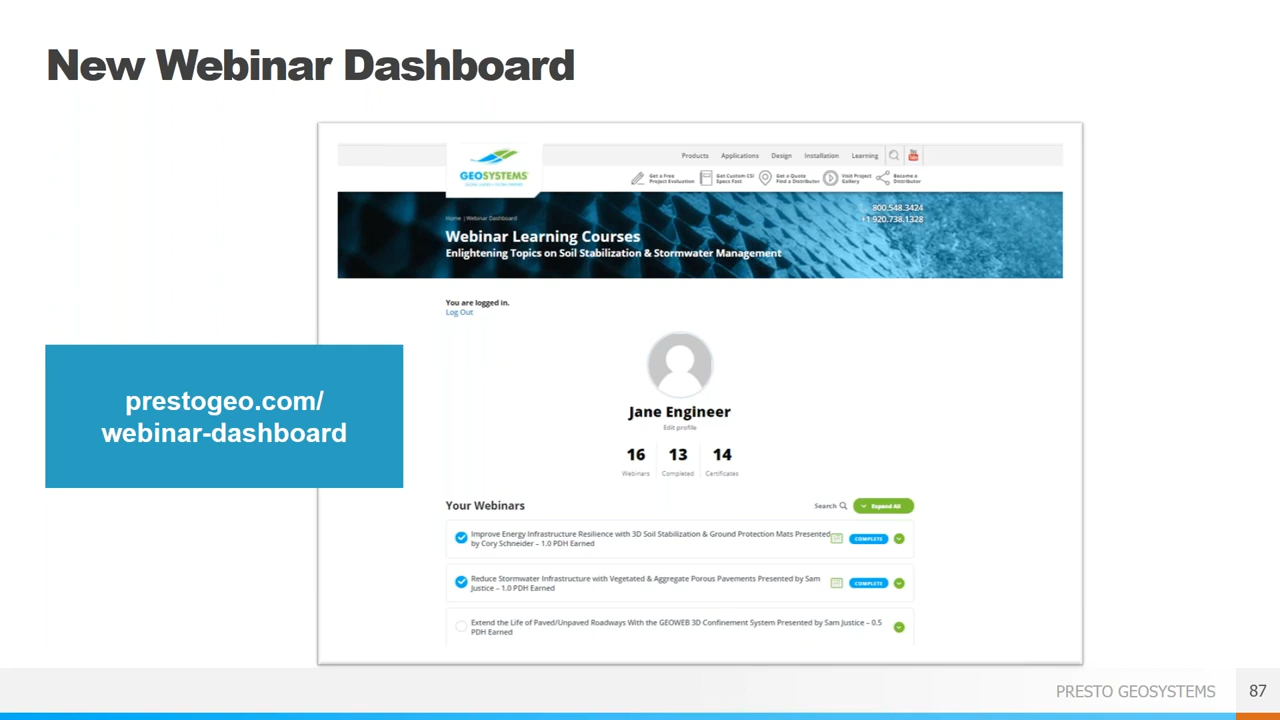 New Webinar Dashboard
GEOSYSTEMS
Products Applications Design Installation Learning
Get a Free
Project Evaluation
Get Custom CSI
Specs Fast
Get a Quote
Find a Distributor
Visit Project
Gallery
Become a
Distributor
800.548.3424
+1 920.738.1328
Home | Webinar Dashboard
Webinar Learning Courses
Enlightening Topics on Soil Stabilization & Stormwater Management
You are logged in.
Log Out
prestogeo.com/
webinar-dashboard
Jane Engineer
Edit profile
16 13 14
Webinars Completed Certificates
Your Webinars
Search
Expand All
Improve Energy Infrastructure Resilience with 3D Soil Stabilization & Ground Protection Mats Presented
by Cory Schneider – 1.0 PDH Earned
COMPLETE
Reduce Stormwater Infrastructure with Vegetated & Aggregate Porous Pavements Presented by Sam
Justice – 1.0 PDH Earned
COMPLETE
Extend the Life of Paved/Unpaved Roadways With the GEOWEB 3D Confinement System Presented by Sam Justice – 0.5
PDH Earned
PRESTO GEOSYSTEMS
87